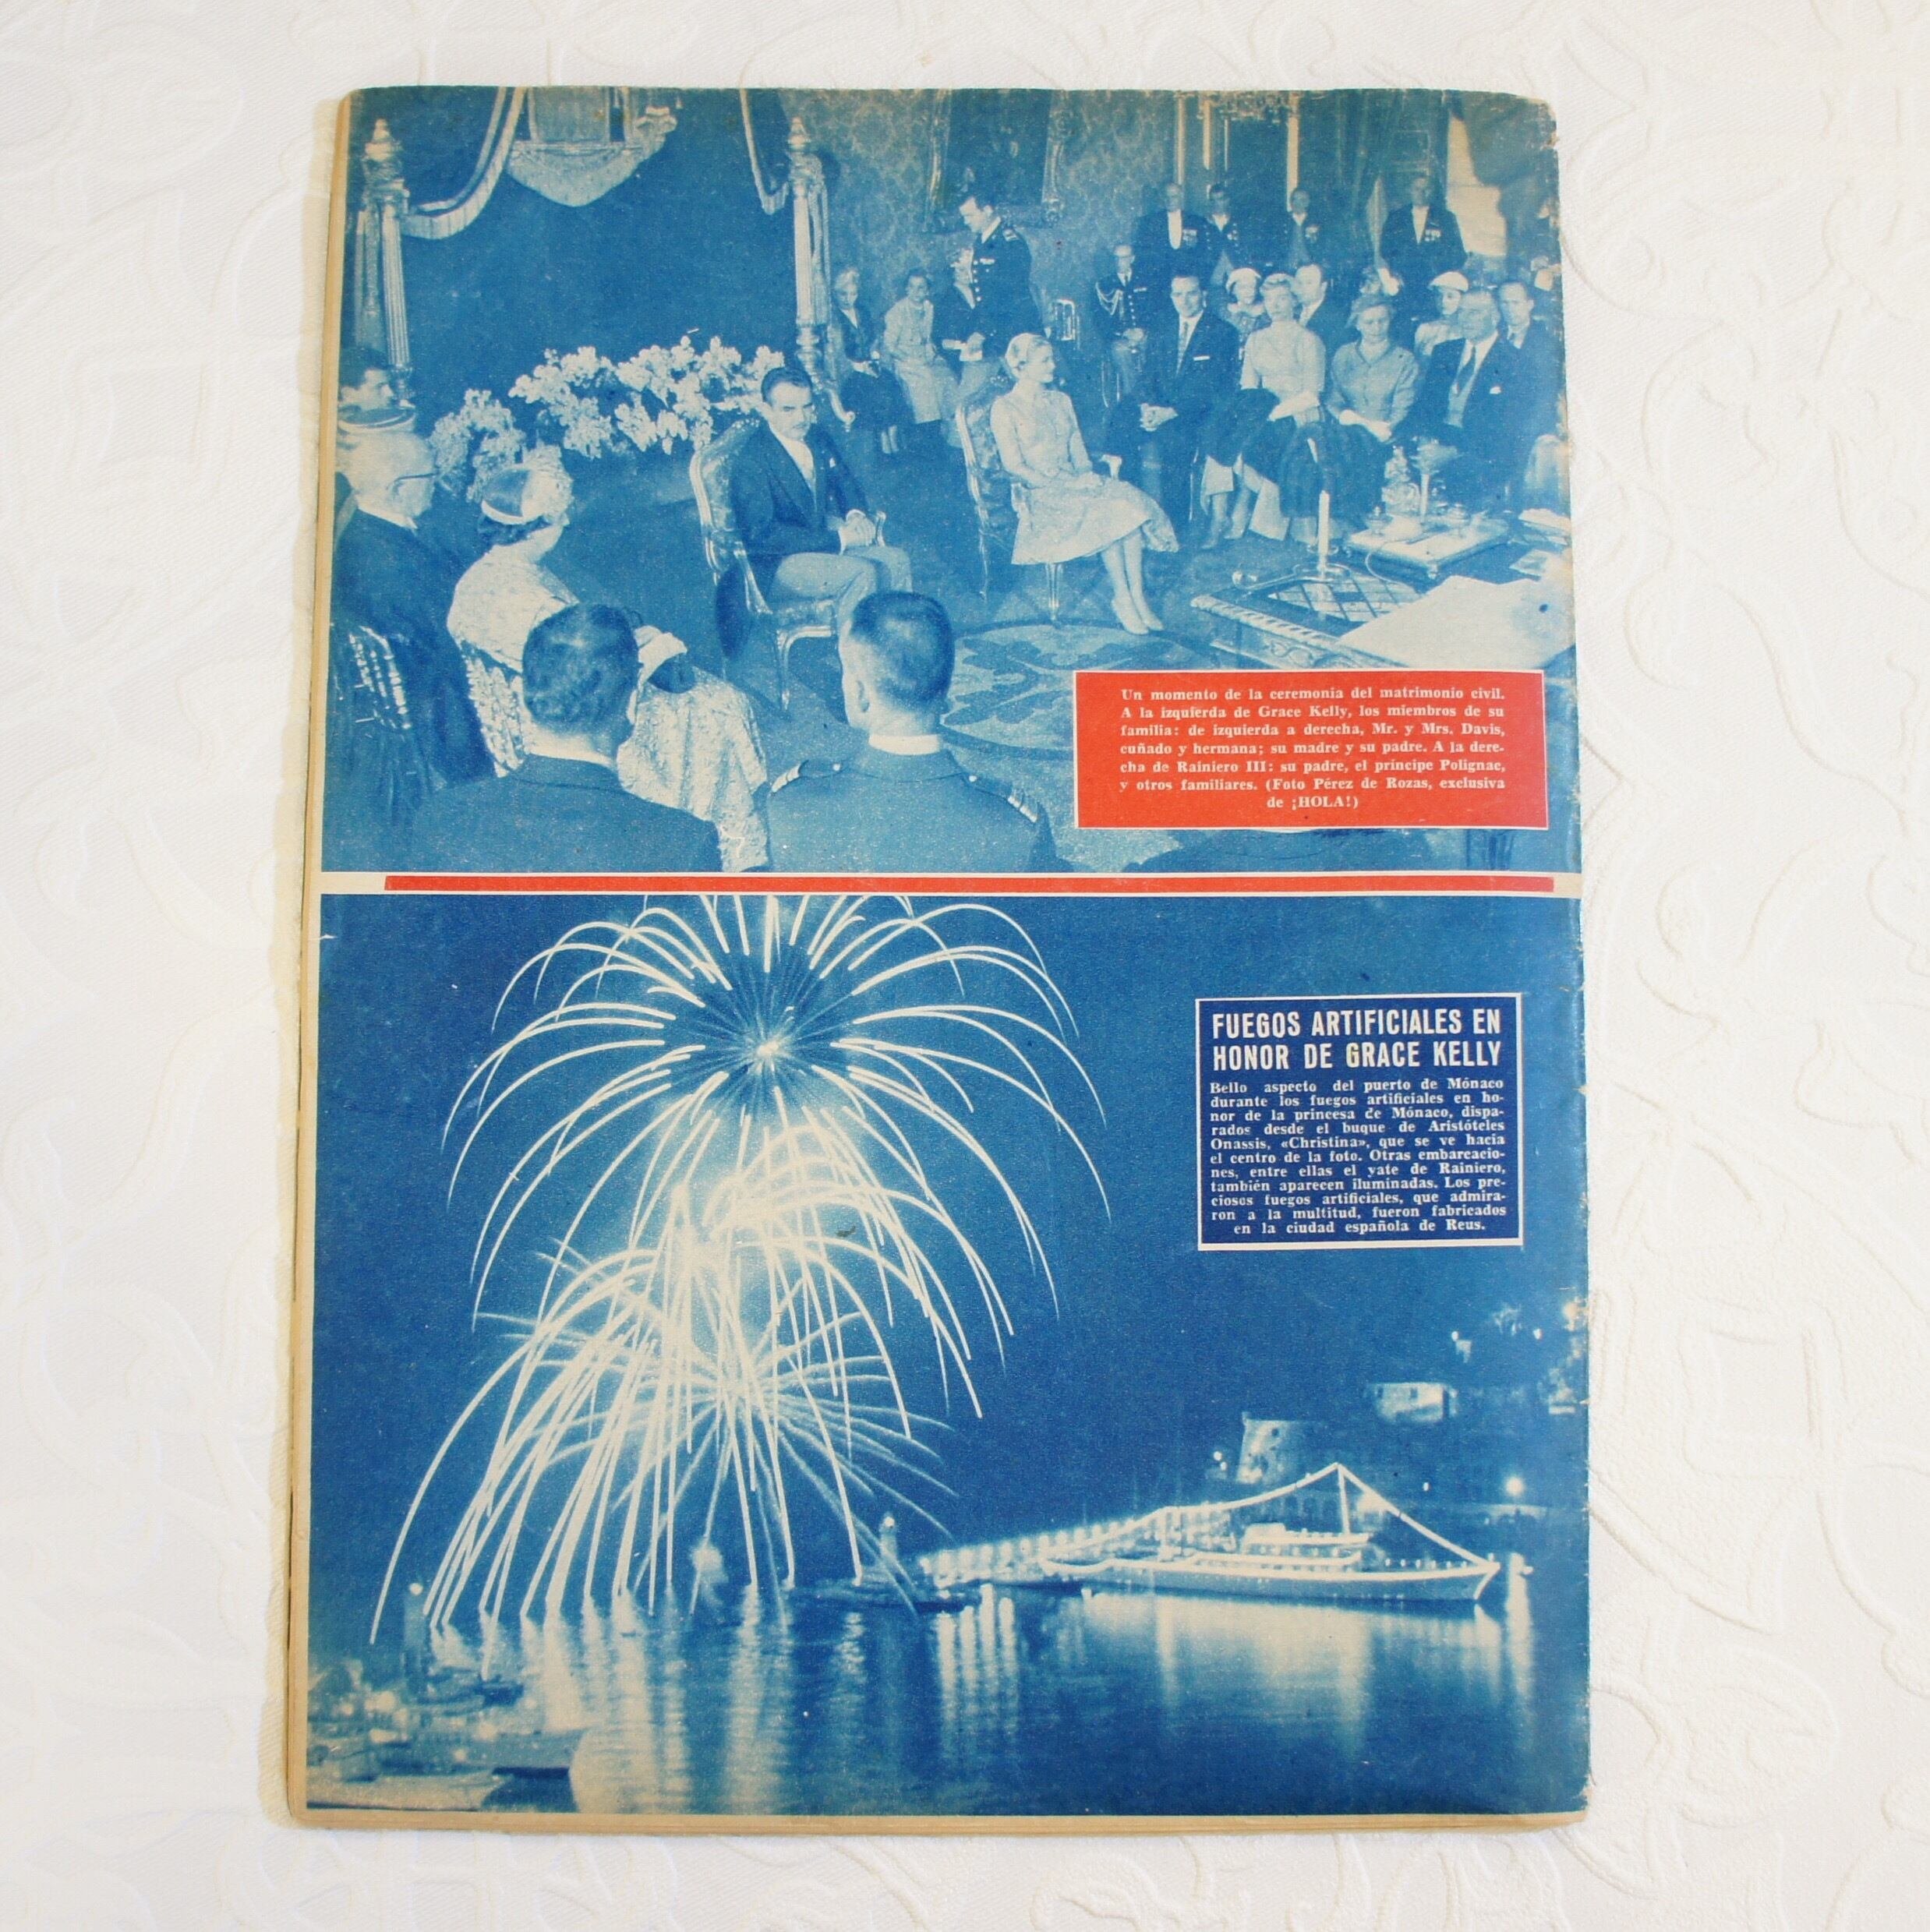 Un momento de la ceremonia del matrimonio civil.
A la izquierda de Grace Kelly, los miembros de su
familia: de izquierda a derecha, Mr. y Mrs. Davis,
cuñado y hermana; su madre y su padre. A la dere-
cha de Rainiero III: su padre, el príncipe Polignac,
y otros familiares. (Foto Pérez de Rozas, exclusiva
de ¡HOLA!)
FUEGOS ARTIFICIALES EN
HONOR DE GRACE KELLY
Bello aspecto del puerto de Mónaco
durante los fuegos artificiales en ho-
nor de la princesa de Mónaco, dispa-
rados desde el buque de Aristóteles
Onassis, «Christina», que se ve hacia
el centro de la foto. Otras embarcacio-
nes, entre ellas el yate de Rainiero,
también aparecen iluminadas. Los pre-
ciosos fuegos artificiales, que admira-
ron a la multitud, fueron fabricados
en la ciudad española de Reus.